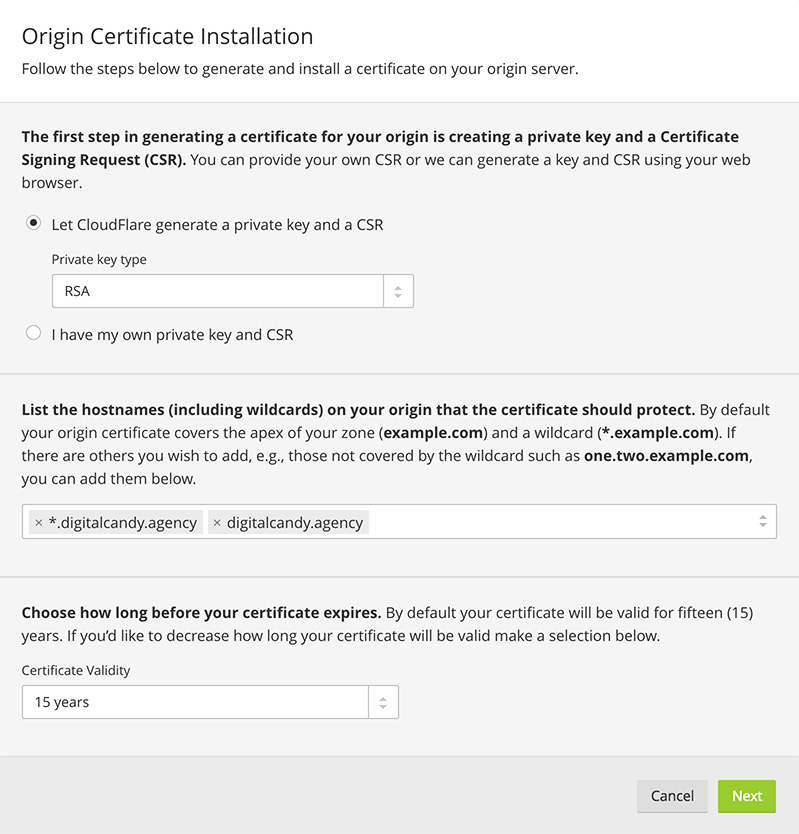 Origin Certificate Installation
Follow the steps below to generate and install a certificate on your origin server.
The first step in generating a certificate for your origin is creating a private key and a Certificate
Signing Request (CSR). You can provide your own CSR or we can generate a key and CSR using your web
browser.
Let CloudFlare generate a private key and a CSR
Private key type
RSA
I have my own private key and CSR
List the hostnames (including wildcards) on your origin that the certificate should protect. By default
your origin certificate covers the apex of your zone (example.com) and a wildcard (*.example.com). If
there are others you wish to add, e.g., those not covered by the wildcard such as one.two.example.com,
you can add them below.
× *.digitalcandy.agency × digitalcandy.agency
Choose how long before your certificate expires. By default your certificate will be valid for fifteen (15)
years. If you’d like to decrease how long your certificate will be valid make a selection below.
Certificate Validity
15 years
Cancel Next